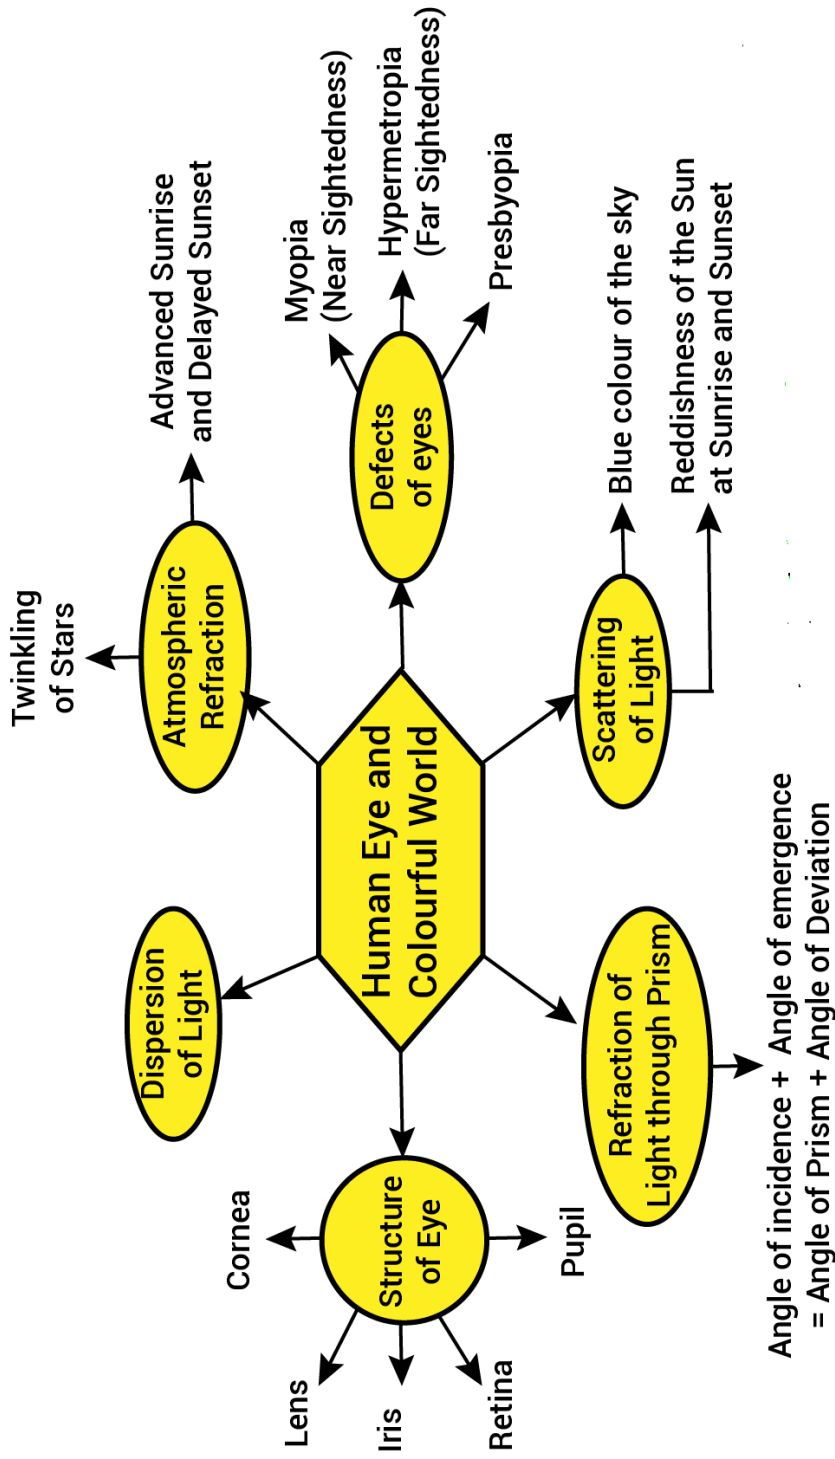 Twinkling
of Stars
Advanced Sunrise
and Delayed Sunset
Atmospheric
Refraction
Dispersion
of Light
Myopia
(Near Sightedness)
Hypermetropia
(Far Sightedness)
Presbyopia
Defects
of eyes
Human Eye and
Colourful World
Structure
of Eye
Cornea
Lens
Iris
Retina
Pupil
Scattering
of Light
Blue colour of the sky
Reddishness of the Sun
at Sunrise and Sunset
Refraction of
Light through Prism
Angle of incidence + Angle of emergence
= Angle of Prism + Angle of Deviation